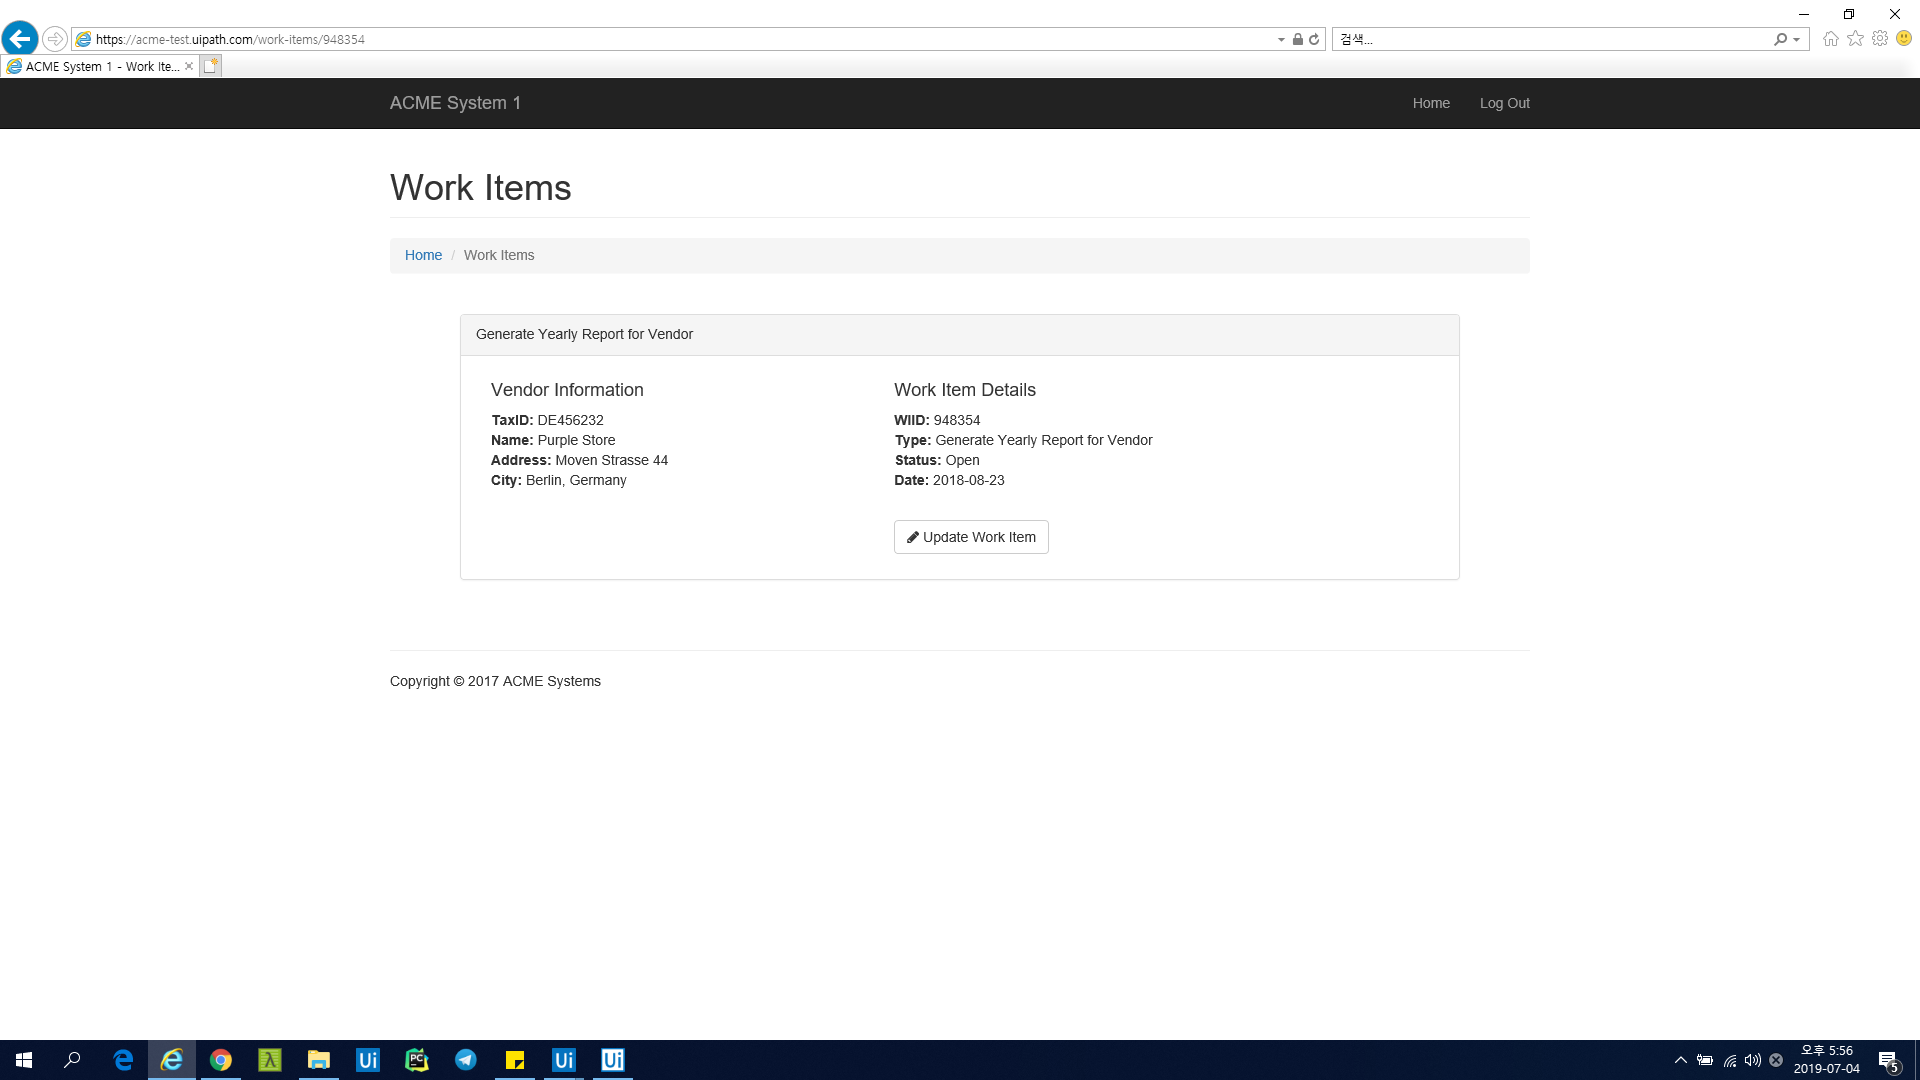 https://acme-test.uipath.com/work-items/948354
검색...
ACME System 1 - Work Ite...
ACME System 1
Home
Log Out
Work Items
Home / Work Items
Generate Yearly Report for Vendor
Vendor Information
TaxID: DE456232
Name: Purple Store
Address: Moven Strasse 44
City: Berlin, Germany
Work Item Details
WIID: 948354
Type: Generate Yearly Report for Vendor
Status: Open
Date: 2018-08-23
Update Work Item
Copyright © 2017 ACME Systems
Ui
PC
Ui
Ui
오후 5:56
2019-07-04
5